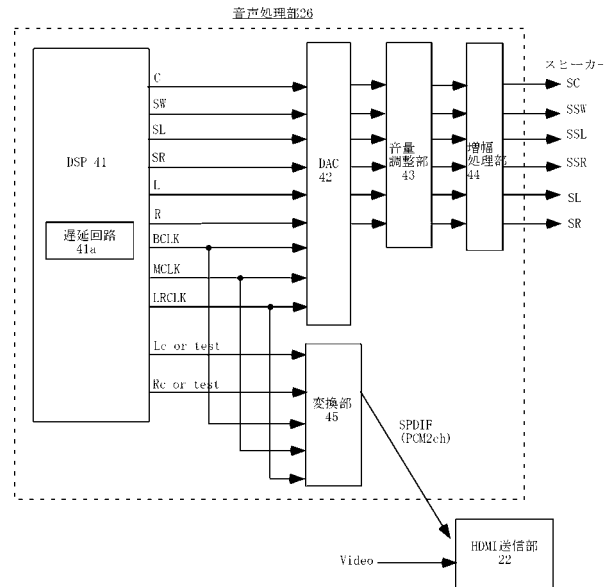 音声処理部26
スピーカー
DSP 41
遅延回路
41a
C
SW
SL
SR
L
R
BCLK
MCLK
LRCLK
Lc or test
Rc or test
DAC
42
音量
調整部
43
増幅
処理部
44
SC
SSW
SSL
SSR
SL
SR
変換部
45
SPDIF
(PCM2ch)
Video
HDMI送信部
22